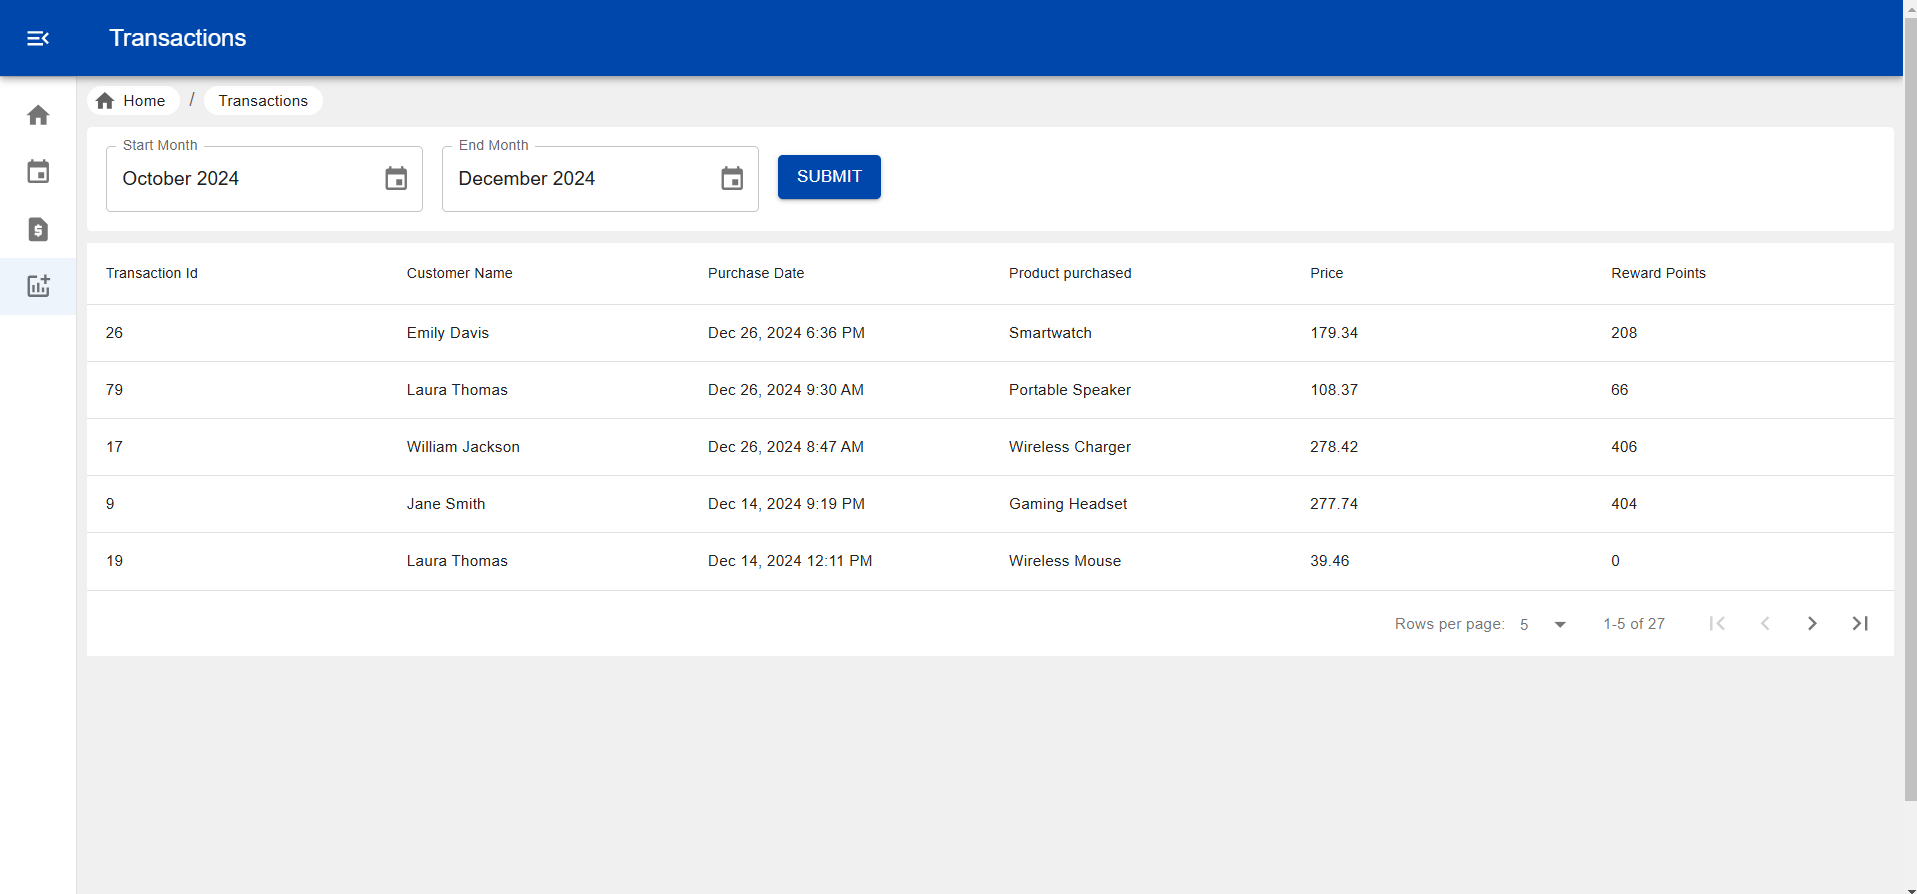 Transactions
Home / Transactions
Start Month End Month
October 2024 December 2024 SUBMIT
Transaction Id Customer Name Purchase Date Product purchased Price Reward Points
26 Emily Davis Dec 26, 2024 6:36 PM Smartwatch 179.34 208
79 Laura Thomas Dec 26, 2024 9:30 AM Portable Speaker 108.37 66
17 William Jackson Dec 26, 2024 8:47 AM Wireless Charger 278.42 406
9 Jane Smith Dec 14, 2024 9:19 PM Gaming Headset 277.74 404
19 Laura Thomas Dec 14, 2024 12:11 PM Wireless Mouse 39.46 0
Rows per page: 5 1-5 of 27